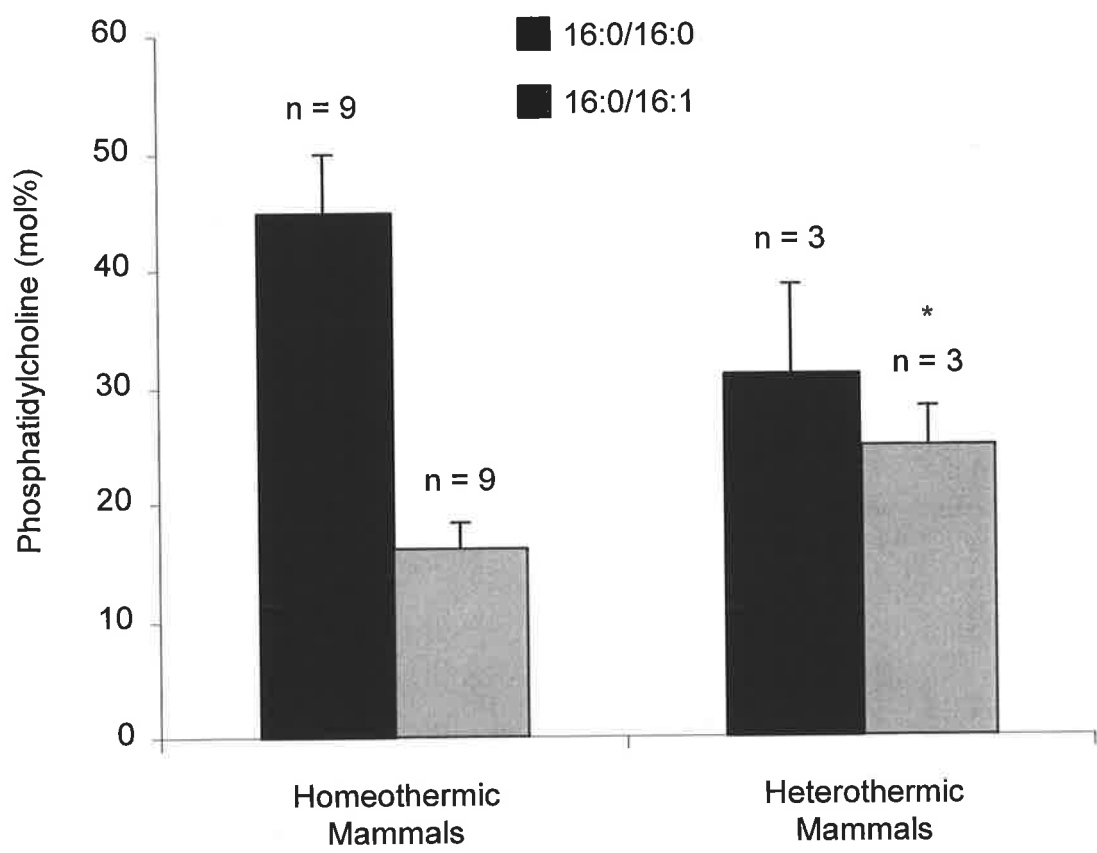 60
50
40
30
20
10
0
Phosphatidylcholine (mol%)
16:0/16:0
16:0/16:1
n = 9
n = 9
n = 3
*
n = 3
Homeothermic
Mammals
Heterothermic
Mammals